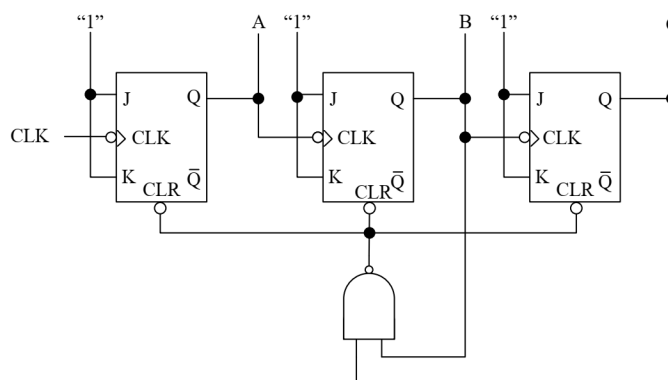 “1” A “1” B “1”
J Q J Q J Q
CLK CLK CLK CLK
K Q̅ K Q̅ K Q̅
CLR CLR CLR